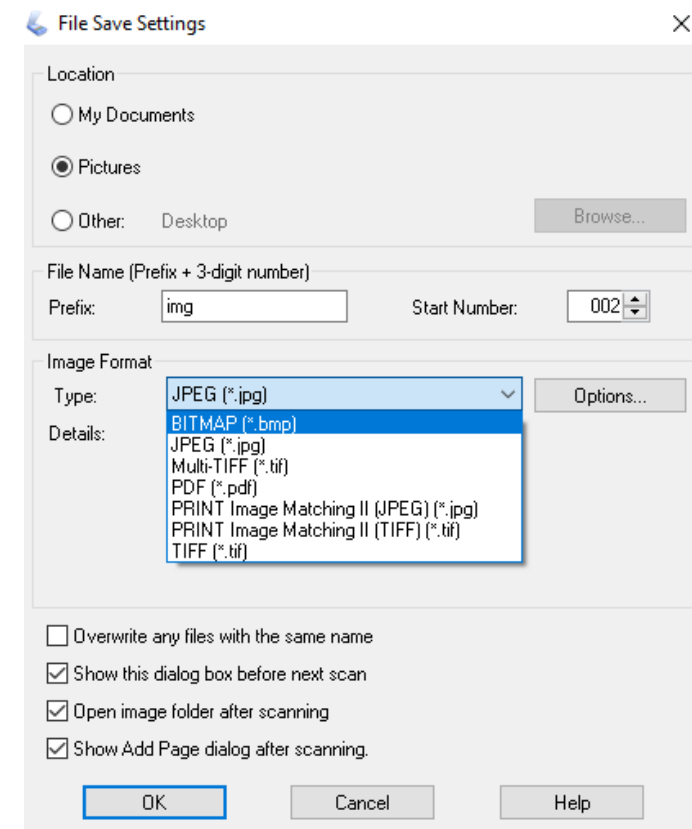 File Save Settings
Location
My Documents
Pictures
Other: Desktop Browse...
File Name (Prefix + 3-digit number)
Prefix: img Start Number: 002
Image Format
Type: JPEG (*.jpg) Options...
Details: BITMAP (*.bmp)
JPEG (*.jpg)
Multi-TIFF (*.tif)
PDF (*.pdf)
PRINT Image Matching II (JPEG) (*.jpg)
PRINT Image Matching II (TIFF) (*.tif)
TIFF (*.tif)
Overwrite any files with the same name
Show this dialog box before next scan
Open image folder after scanning
Show Add Page dialog after scanning.
OK Cancel Help